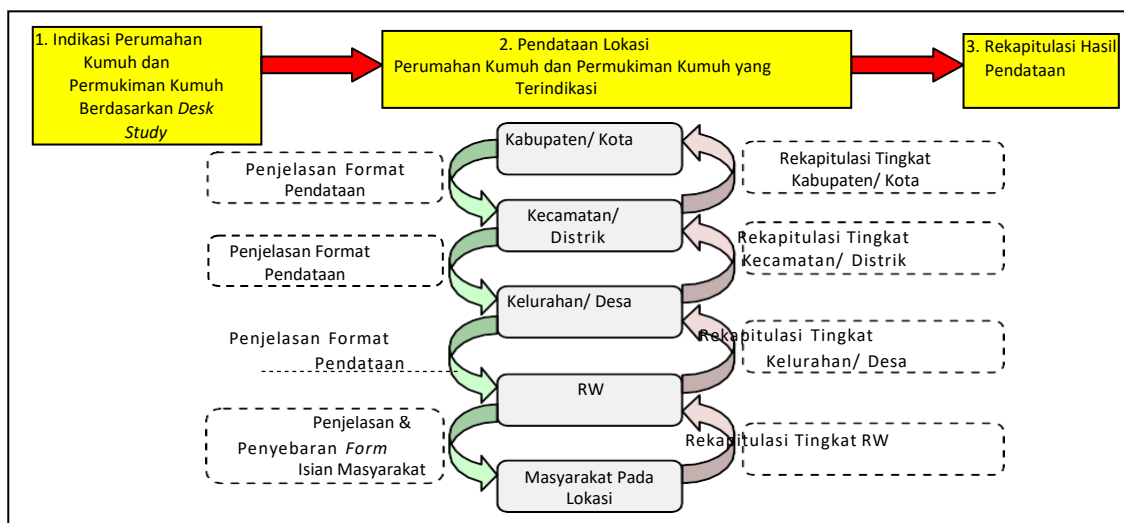 1. Indikasi Perumahan
Kumuh dan
Permukiman Kumuh
Berdasarkan Desk
Study
2. Pendataan Lokasi
Perumahan Kumuh dan Permukiman Kumuh yang
Terindikasi
3. Rekapitulasi Hasil
Pendataan
Kabupaten/ Kota
Penjelasan Format
Pendataan
Rekapitulasi Tingkat
Kabupaten/ Kota
Kecamatan/
Distrik
Penjelasan Format
Pendataan
Rekapitulasi Tingkat
Kecamatan/ Distrik
Kelurahan/ Desa
Penjelasan Format
Pendataan
Rekapitulasi Tingkat
Kelurahan/ Desa
RW
Penjelasan &
Penyebaran Form
Isian Masyarakat
Rekapitulasi Tingkat RW
Masyarakat Pada
Lokasi